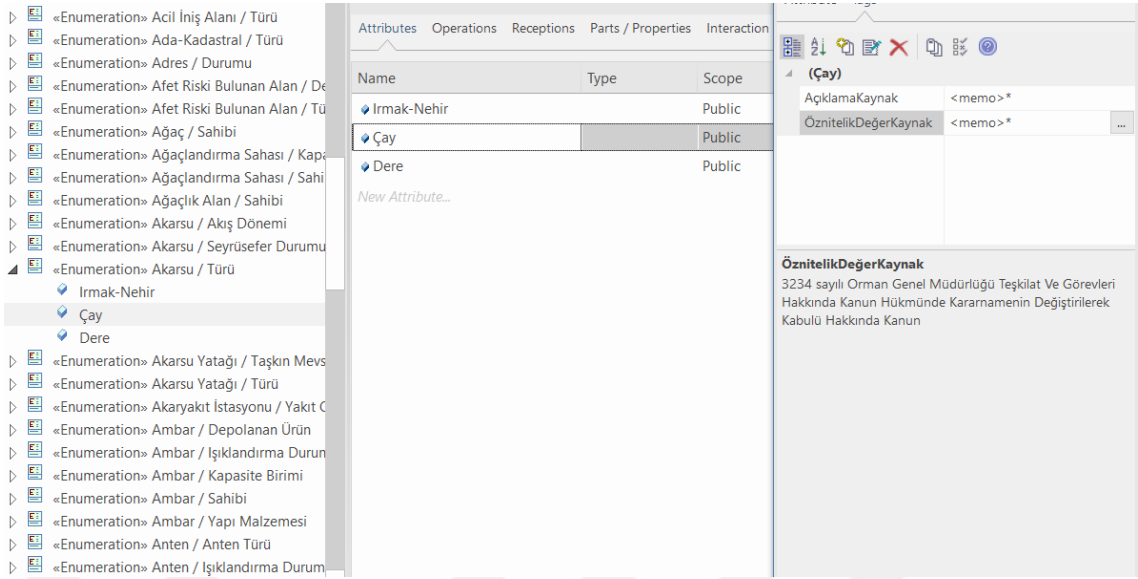 «Enumeration» Acil İniş Alanı / Türü
«Enumeration» Ada-Kadastral / Türü
«Enumeration» Adres / Durumu
«Enumeration» Afet Riski Bulunan Alan / De
«Enumeration» Afet Riski Bulunan Alan / Tü
«Enumeration» Ağaç / Sahibi
«Enumeration» Ağaçlandırma Sahası / Kapa
«Enumeration» Ağaçlandırma Sahası / Sahi
«Enumeration» Ağaçlık Alan / Sahibi
«Enumeration» Akarsu / Akış Dönemi
«Enumeration» Akarsu / Seyrüsefer Durumu
«Enumeration» Akarsu / Türü
Irmak-Nehir
Çay
Dere
«Enumeration» Akarsu Yatağı / Taşkın Mevs
«Enumeration» Akarsu Yatağı / Türü
«Enumeration» Akaryakıt İstasyonu / Yakıt
«Enumeration» Ambar / Depolanan Ürün
«Enumeration» Ambar / Işıklandırma Durun
«Enumeration» Ambar / Kapasite Birimi
«Enumeration» Ambar / Sahibi
«Enumeration» Ambar / Yapı Malzemesi
«Enumeration» Anten / Anten Türü
«Enumeration» Anten / Işıklandırma Durum
Attributes Operations Receptions Parts / Properties Interaction
Name Type Scope
Irmak-Nehir Public
Çay Public
Dere Public
New Attribute...
(Çay)
AçıklamaKaynak <memo>*
ÖznitelikDeğerKaynak <memo>* ...
ÖznitelikDeğerKaynak
3234 sayılı Orman Genel Müdürlüğü Teşkilat Ve Görevleri
Hakkında Kanun Hükmünde Kararnamenin Değiştirilerek
Kabulü Hakkında Kanun